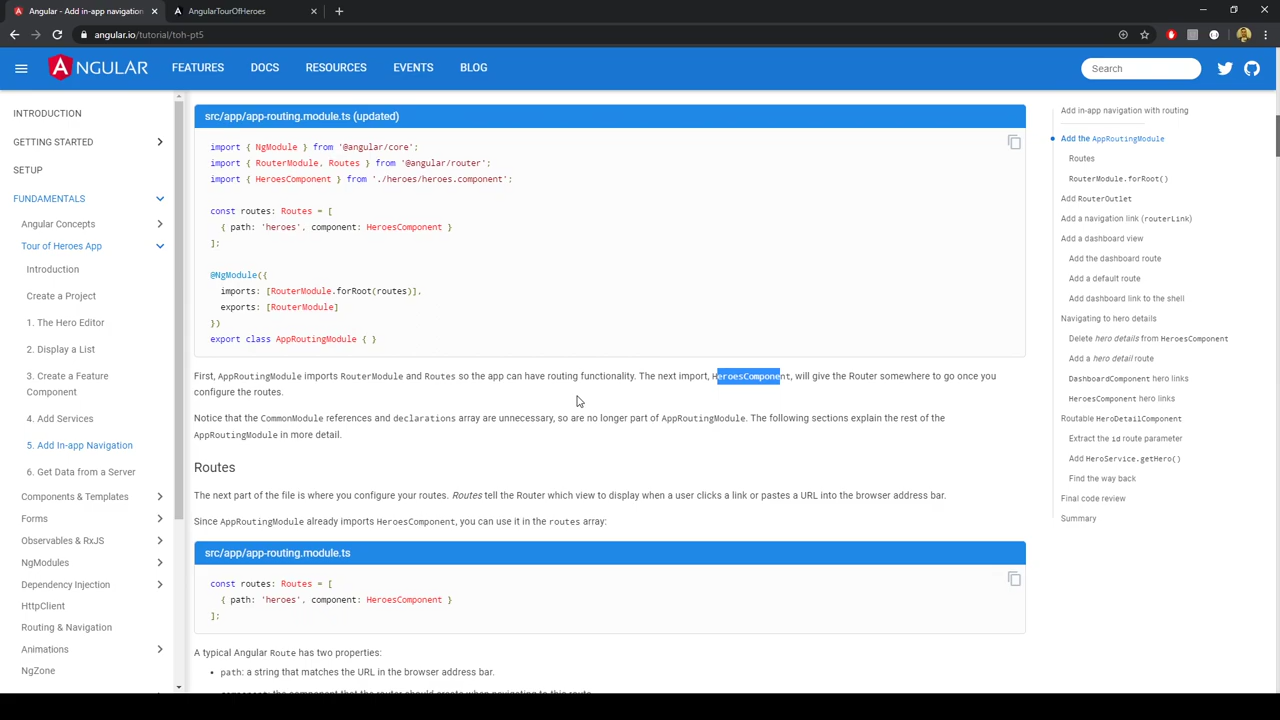 Angular - Add in-app navigation
AngularTourOfHeroes
angular.io/tutorial/toh-pt5
ANGULAR
FEATURES
DOCS
RESOURCES
EVENTS
BLOG
Search
INTRODUCTION
GETTING STARTED
SETUP
FUNDAMENTALS
Angular Concepts
Tour of Heroes App
Introduction
Create a Project
1. The Hero Editor
2. Display a List
3. Create a Feature
Component
4. Add Services
5. Add In-app Navigation
6. Get Data from a Server
Components & Templates
Forms
Observables & RxJS
NgModules
Dependency Injection
HttpClient
Routing & Navigation
Animations
NgZone
src/app/app-routing.module.ts (updated)
import { NgModule } from '@angular/core';
import { RouterModule, Routes } from '@angular/router';
import { HeroesComponent } from './heroes/heroes.component';
const routes: Routes = [
{ path: 'heroes', component: HeroesComponent }
];
@NgModule({
imports: [RouterModule.forRoot(routes)],
exports: [RouterModule]
})
export class AppRoutingModule { }
First, AppRoutingModule imports RouterModule and Routes so the app can have routing functionality. The next import, HeroesComponent, will give the Router somewhere to go once you
configure the routes.
Notice that the CommonModule references and declarations array are unnecessary, so are no longer part of AppRoutingModule. The following sections explain the rest of the
AppRoutingModule in more detail.
Routes
The next part of the file is where you configure your routes. Routes tell the Router which view to display when a user clicks a link or pastes a URL into the browser address bar.
Since AppRoutingModule already imports HeroesComponent, you can use it in the routes array:
src/app/app-routing.module.ts
const routes: Routes = [
{ path: 'heroes', component: HeroesComponent }
];
A typical Angular Route has two properties:
• path: a string that matches the URL in the browser address bar.
component: the component that the router should create when navigating to this route.
Add in-app navigation with routing
Add the AppRoutingModule
Routes
RouterModule.forRoot()
Add RouterOutlet
Add a navigation link (routerLink)
Add a dashboard view
Add the dashboard route
Add a default route
Add dashboard link to the shell
Navigating to hero details
Delete hero details from HeroesComponent
Add a hero detail route
DashboardComponent hero links
HeroesComponent hero links
Routable HeroDetailComponent
Extract the id route parameter
Add HeroService.getHero()
Find the way back
Final code review
Summary